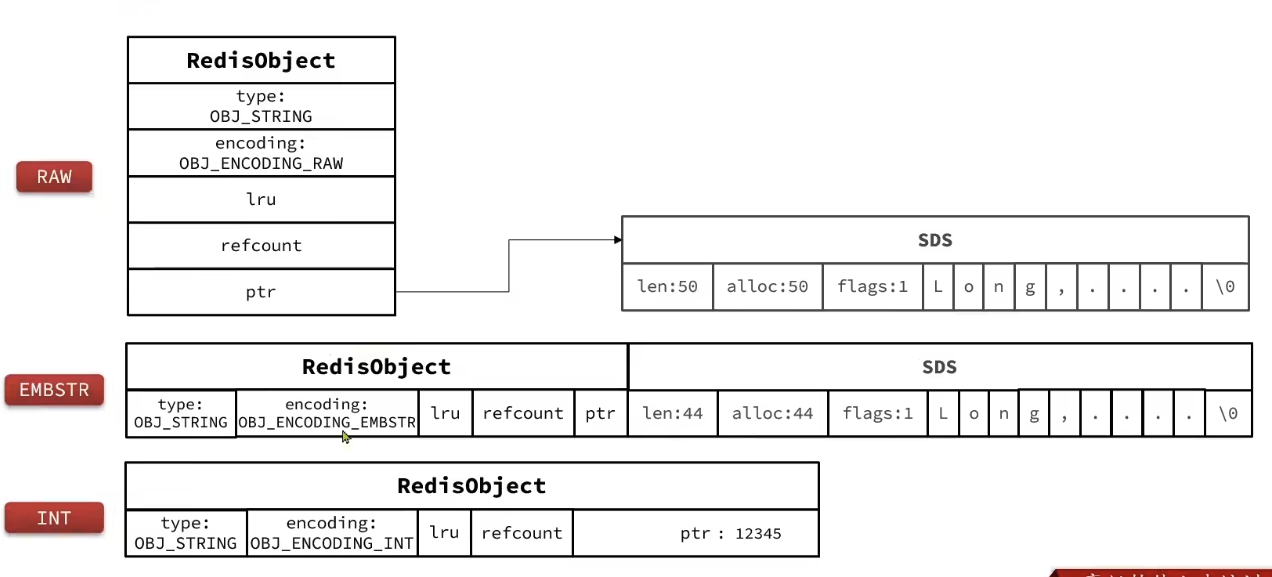 RedisObject
type:
OBJ_STRING
encoding:
OBJ_ENCODING_RAW
RAW
lru
refcount
ptr
SDS
len:50 alloc:50 flags:1 L o n g , . . . . \0
EMBSTR
RedisObject SDS
type:
OBJ_STRING
encoding:
OBJ_ENCODING_EMBSTR
lru refcount ptr len:44 alloc:44 flags:1 L o n g , . . . . \0
INT
RedisObject
type:
OBJ_STRING
encoding:
OBJ_ENCODING_INT
lru refcount ptr : 12345